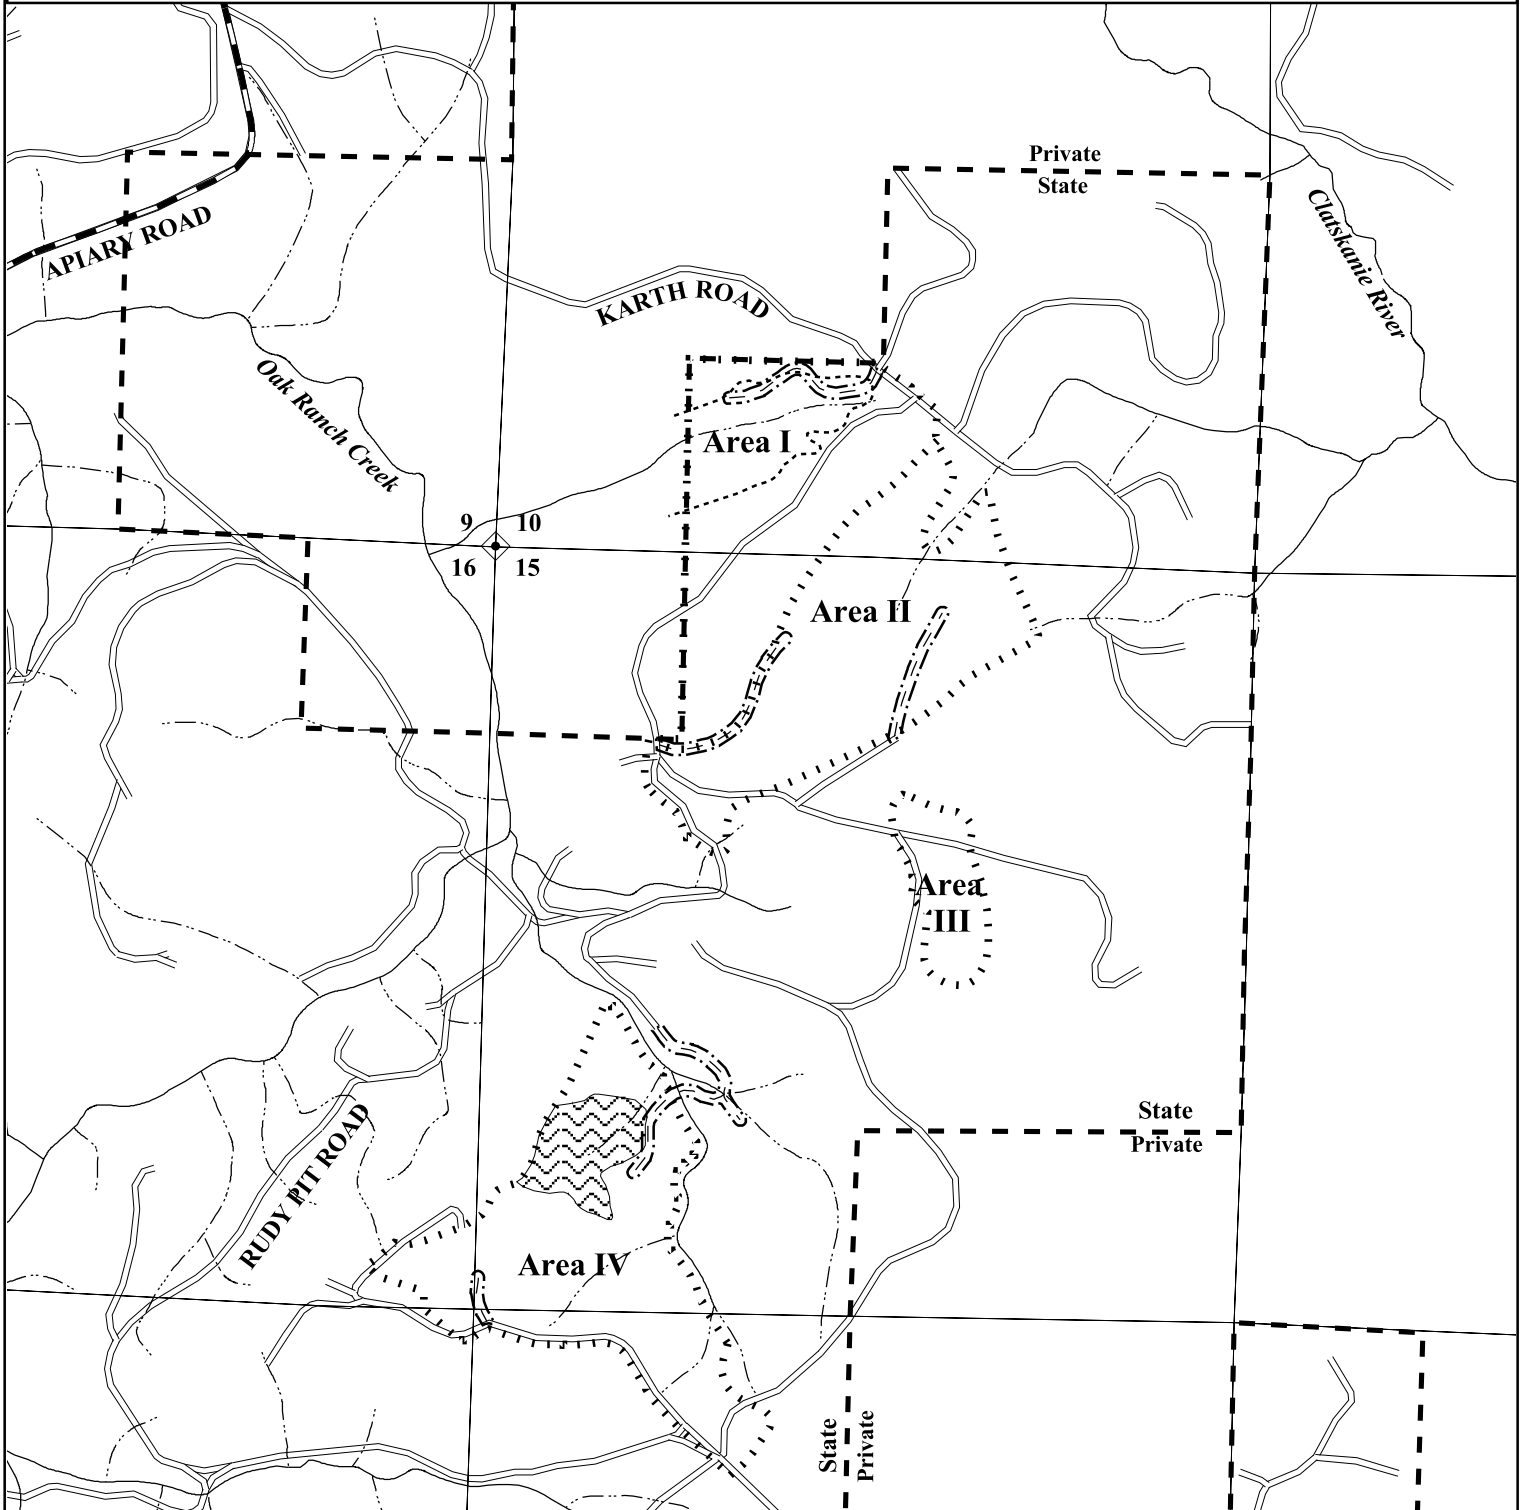 Private
State
APIARY ROAD
Clatskanie River
KARTH ROAD
Oak Ranch Creek
Area I
9 10
16 15
Area II
Area
III
State
Private
RUDY PIT ROAD
Area IV
State
Private